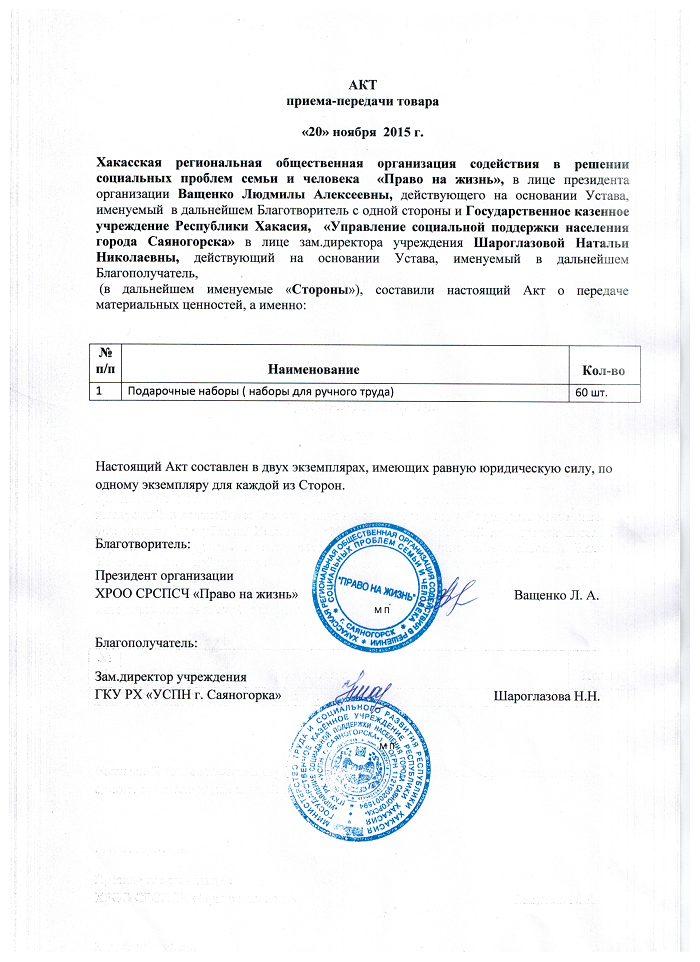 АКТ
приема-передачи товара
«20» ноября 2015 г.
Хакасская региональная общественная организация содействия в решении
социальных проблем семьи и человека «Право на жизнь», в лице президента
организации Ващенко Людмилы Алексеевны, действующего на основании Устава,
именуемый в дальнейшем Благотворитель с одной стороны и Государственное казенное
учреждение Республики Хакасия, «Управление социальной поддержки населения
города Саяногорска» в лице зам.директора учреждения Шароглазовой Натальи
Николаевны, действующий на основании Устава, именуемый в дальнейшем
Благополучатель,
(в дальнейшем именуемые «Стороны»), составили настоящий Акт о передаче
материальных ценностей, а именно:
№ п/п Наименование Кол-во
1 Подарочные наборы ( наборы для ручного труда) 60 шт.
Настоящий Акт составлен в двух экземплярах, имеющих равную юридическую силу, по
одному экземпляру для каждой из Сторон.
Благотворитель:
Президент организации
ХРОО СРСПСЧ «Право на жизнь» Ващенко Л. А.
ХАКАССКАЯ РЕГИОНАЛЬНАЯ ОБЩЕСТВЕННАЯ ОРГАНИЗАЦИЯ СОДЕЙСТВИЯ В РЕШЕНИИ
СОЦИАЛЬНЫХ ПРОБЛЕМ СЕМЬИ И ЧЕЛОВЕКА
"ПРАВО НА ЖИЗНЬ"
г. САЯНОГОРСК
М П
Благополучатель:
Зам.директор учреждения
ГКУ РХ «УСПН г. Саяногорка» Шароглазова Н.Н.
МИНИСТЕРСТВО ТРУДА И СОЦИАЛЬНОГО РАЗВИТИЯ РЕСПУБЛИКИ ХАКАСИЯ
ГОСУДАРСТВЕННОЕ КАЗЁННОЕ УЧРЕЖДЕНИЕ РЕСПУБЛИКИ ХАКАСИЯ
"УПРАВЛЕНИЕ СОЦИАЛЬНОЙ ПОДДЕРЖКИ НАСЕЛЕНИЯ ГОРОДА САЯНОГОРСКА"
(ГКУ РХ "УСПН г. САЯНОГОРСКА")
М П